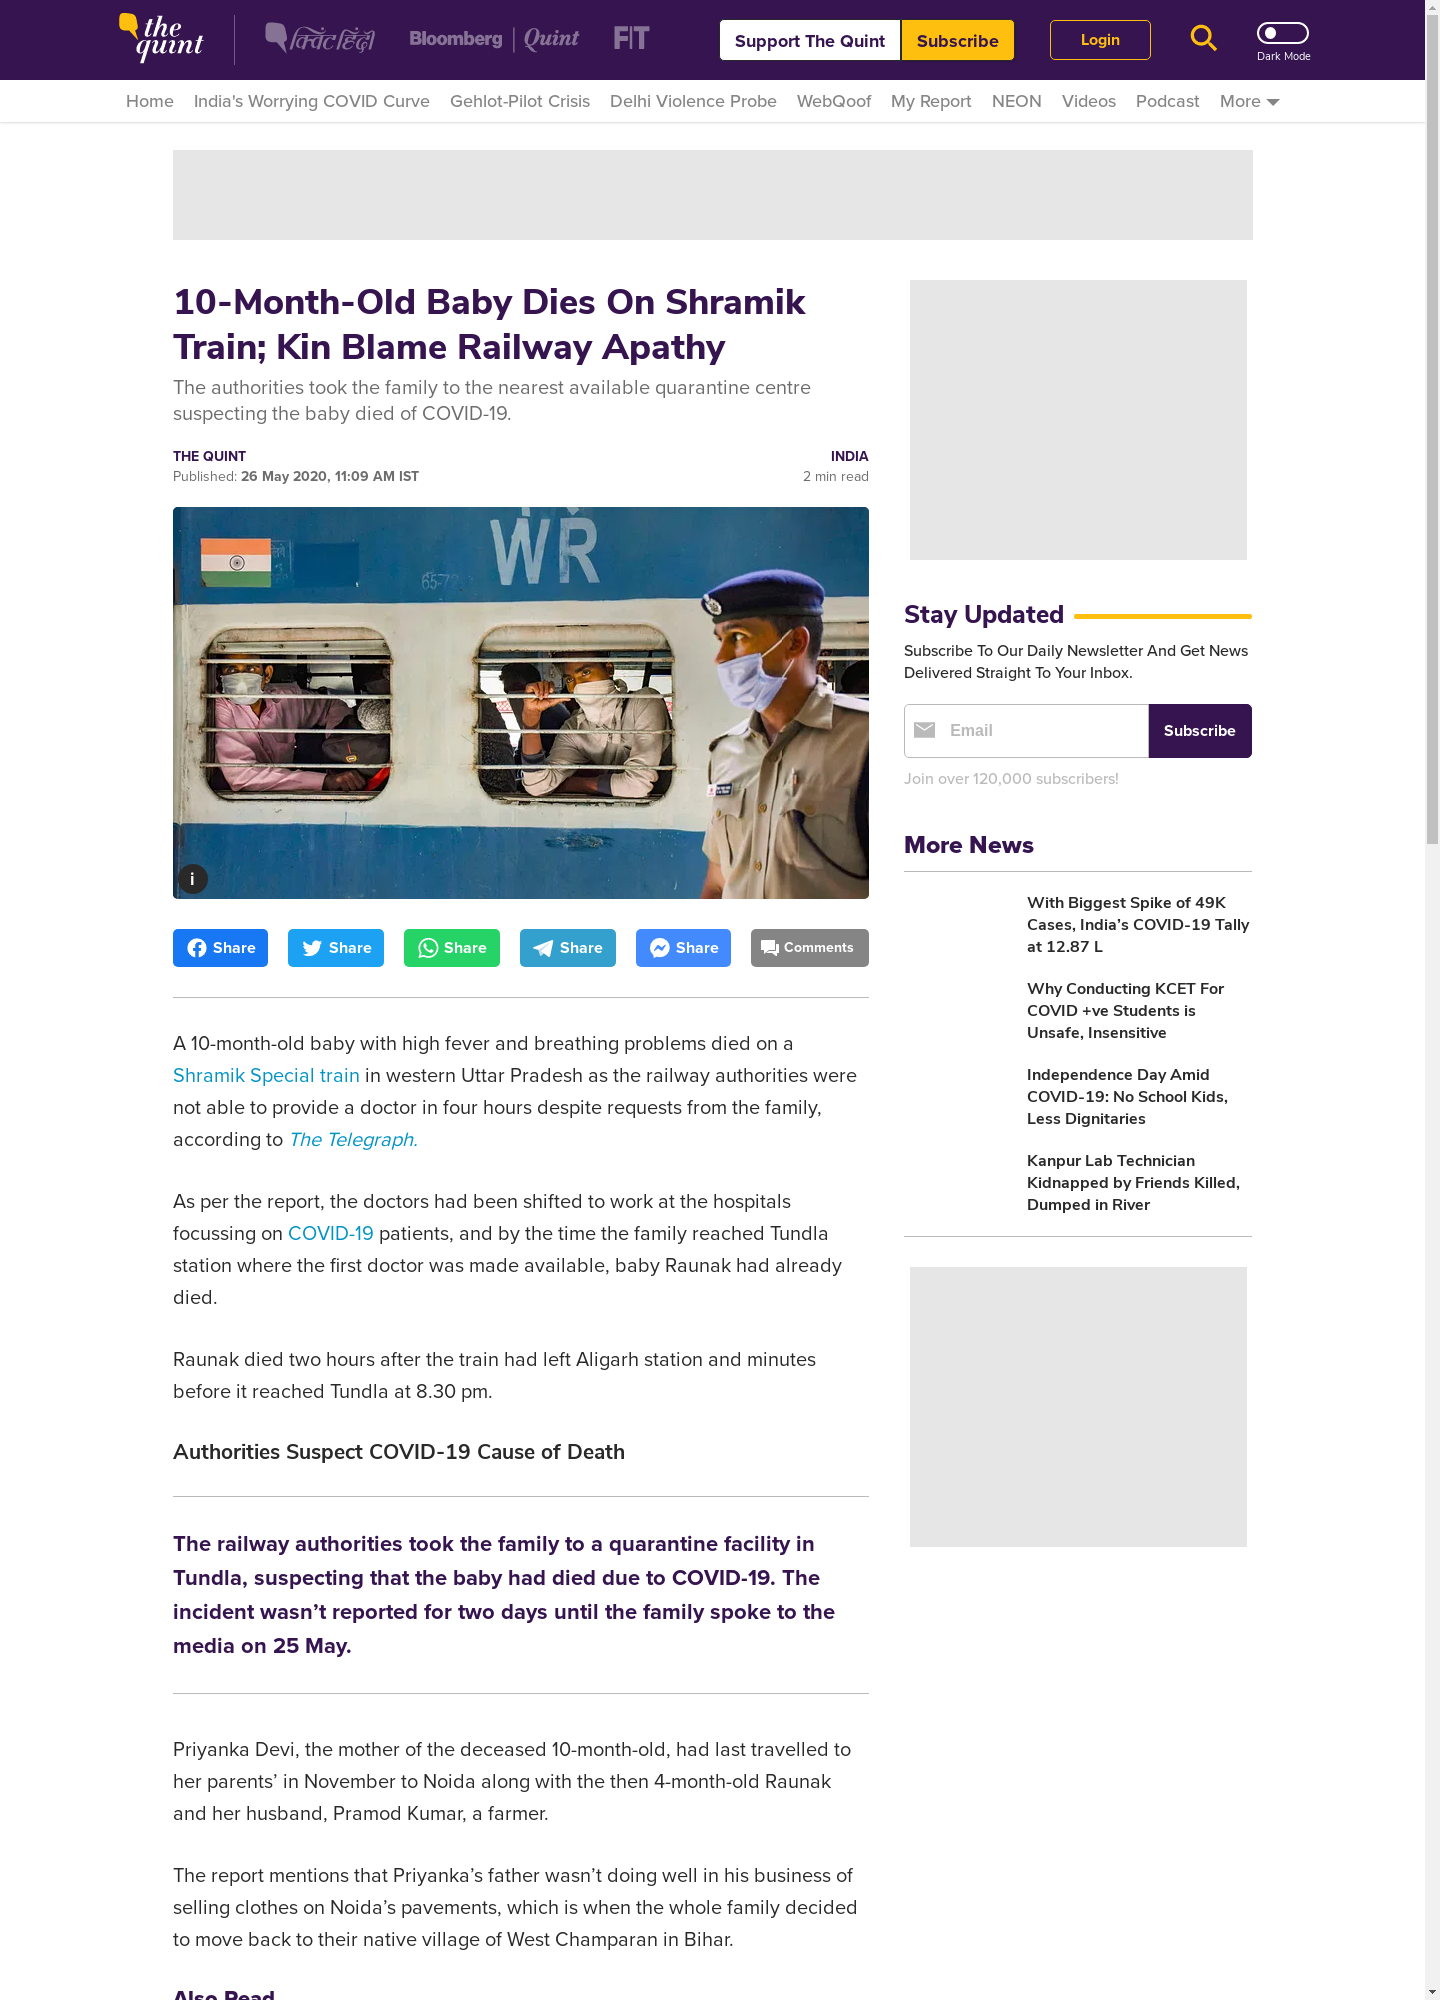 the quint
क्विंट हिंदी
Bloomberg | Quint
FIT
Support The Quint
Subscribe
Login
Dark Mode
Home
India's Worrying COVID Curve
Gehlot-Pilot Crisis
Delhi Violence Probe
WebQoof
My Report
NEON
Videos
Podcast
More
10-Month-Old Baby Dies On Shramik
Train; Kin Blame Railway Apathy
The authorities took the family to the nearest available quarantine centre
suspecting the baby died of COVID-19.
THE QUINT
INDIA
Published: 26 May 2020, 11:09 AM IST
2 min read
WR
i
Share
Share
Share
Share
Share
Comments
A 10-month-old baby with high fever and breathing problems died on a
Shramik Special train in western Uttar Pradesh as the railway authorities were
not able to provide a doctor in four hours despite requests from the family,
according to The Telegraph.
As per the report, the doctors had been shifted to work at the hospitals
focussing on COVID-19 patients, and by the time the family reached Tundla
station where the first doctor was made available, baby Raunak had already
died.
Raunak died two hours after the train had left Aligarh station and minutes
before it reached Tundla at 8.30 pm.
Authorities Suspect COVID-19 Cause of Death
The railway authorities took the family to a quarantine facility in
Tundla, suspecting that the baby had died due to COVID-19. The
incident wasn’t reported for two days until the family spoke to the
media on 25 May.
Priyanka Devi, the mother of the deceased 10-month-old, had last travelled to
her parents’ in November to Noida along with the then 4-month-old Raunak
and her husband, Pramod Kumar, a farmer.
The report mentions that Priyanka’s father wasn’t doing well in his business of
selling clothes on Noida’s pavements, which is when the whole family decided
to move back to their native village of West Champaran in Bihar.
Also Read
Stay Updated
Subscribe To Our Daily Newsletter And Get News
Delivered Straight To Your Inbox.
Email
Subscribe
Join over 120,000 subscribers!
More News
With Biggest Spike of 49K
Cases, India’s COVID-19 Tally
at 12.87 L
Why Conducting KCET For
COVID +ve Students is
Unsafe, Insensitive
Independence Day Amid
COVID-19: No School Kids,
Less Dignitaries
Kanpur Lab Technician
Kidnapped by Friends Killed,
Dumped in River